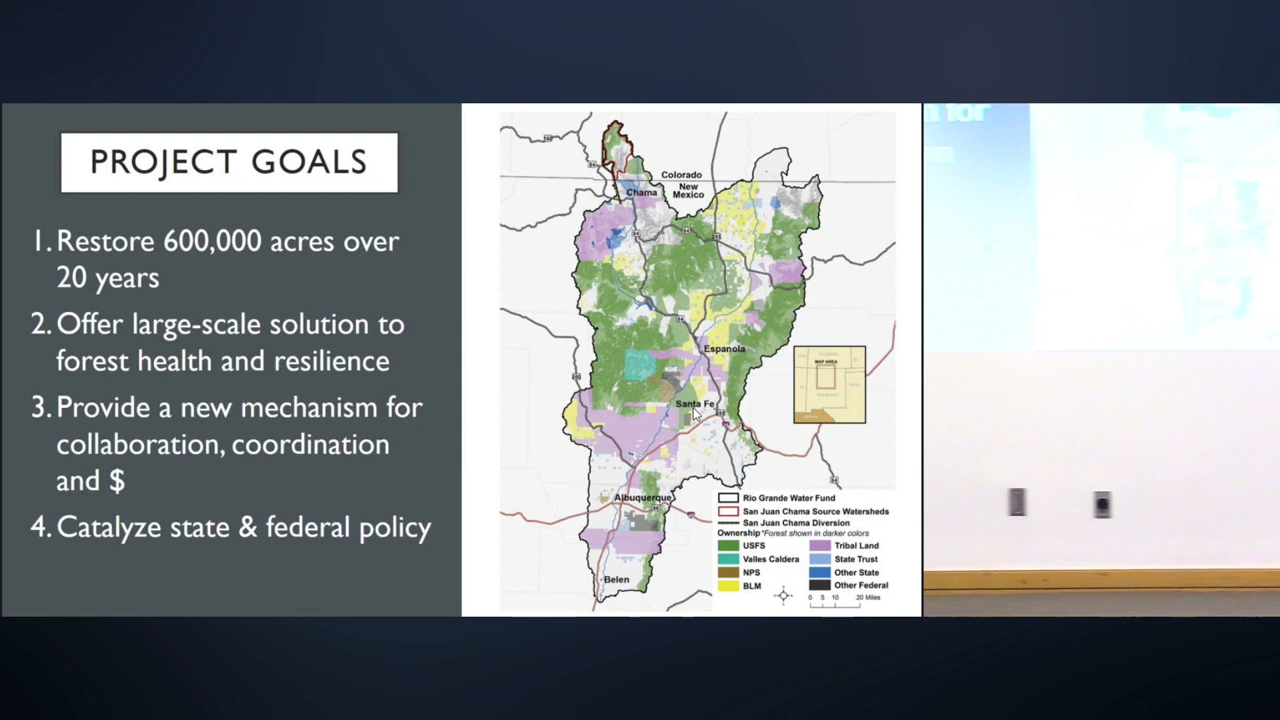 PROJECT GOALS
1. Restore 600,000 acres over
20 years
2. Offer large-scale solution to
forest health and resilience
3. Provide a new mechanism for
collaboration, coordination
and $
4. Catalyze state & federal policy
Colorado
New
Mexico
Chama
Espanola
Santa Fe
Albuquerque
Belen
MAP AREA
Rio Grande Water Fund
San Juan Chama Source Watersheds
San Juan Chama Diversion
Ownership *Forest shown in darker colors
USFS
Valles Caldera
NPS
BLM
Tribal Land
State Trust
Other State
Other Federal
0 5 10 20 Miles
for